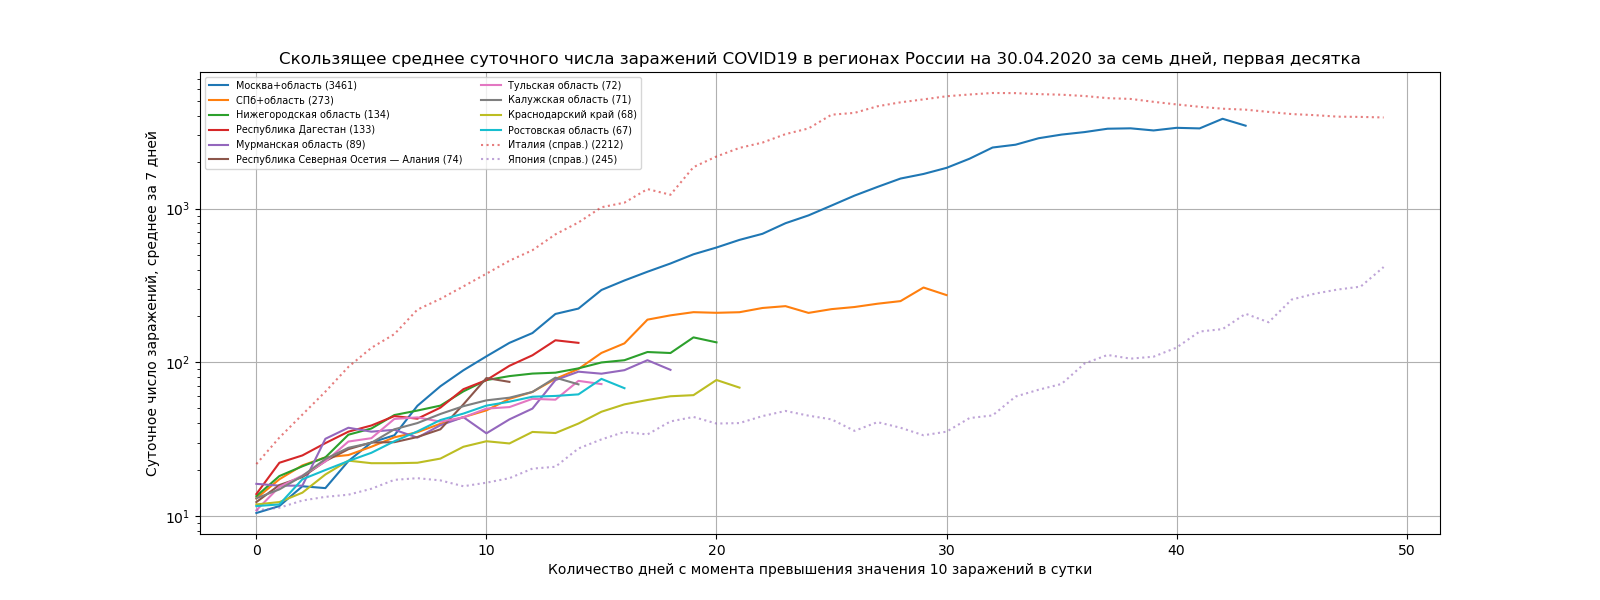 Скользящее среднее суточного числа заражений COVID19 в регионах России на 30.04.2020 за семь дней, первая десятка
Москва+область (3461)
СПб+область (273)
Нижегородская область (134)
Республика Дагестан (133)
Мурманская область (89)
Республика Северная Осетия — Алания (74)
Тульская область (72)
Калужская область (71)
Краснодарский край (68)
Ростовская область (67)
Италия (справ.) (2212)
Япония (справ.) (245)
Суточное число заражений, среднее за 7 дней
10³
10²
10¹
0 10 20 30 40 50
Количество дней с момента превышения значения 10 заражений в сутки